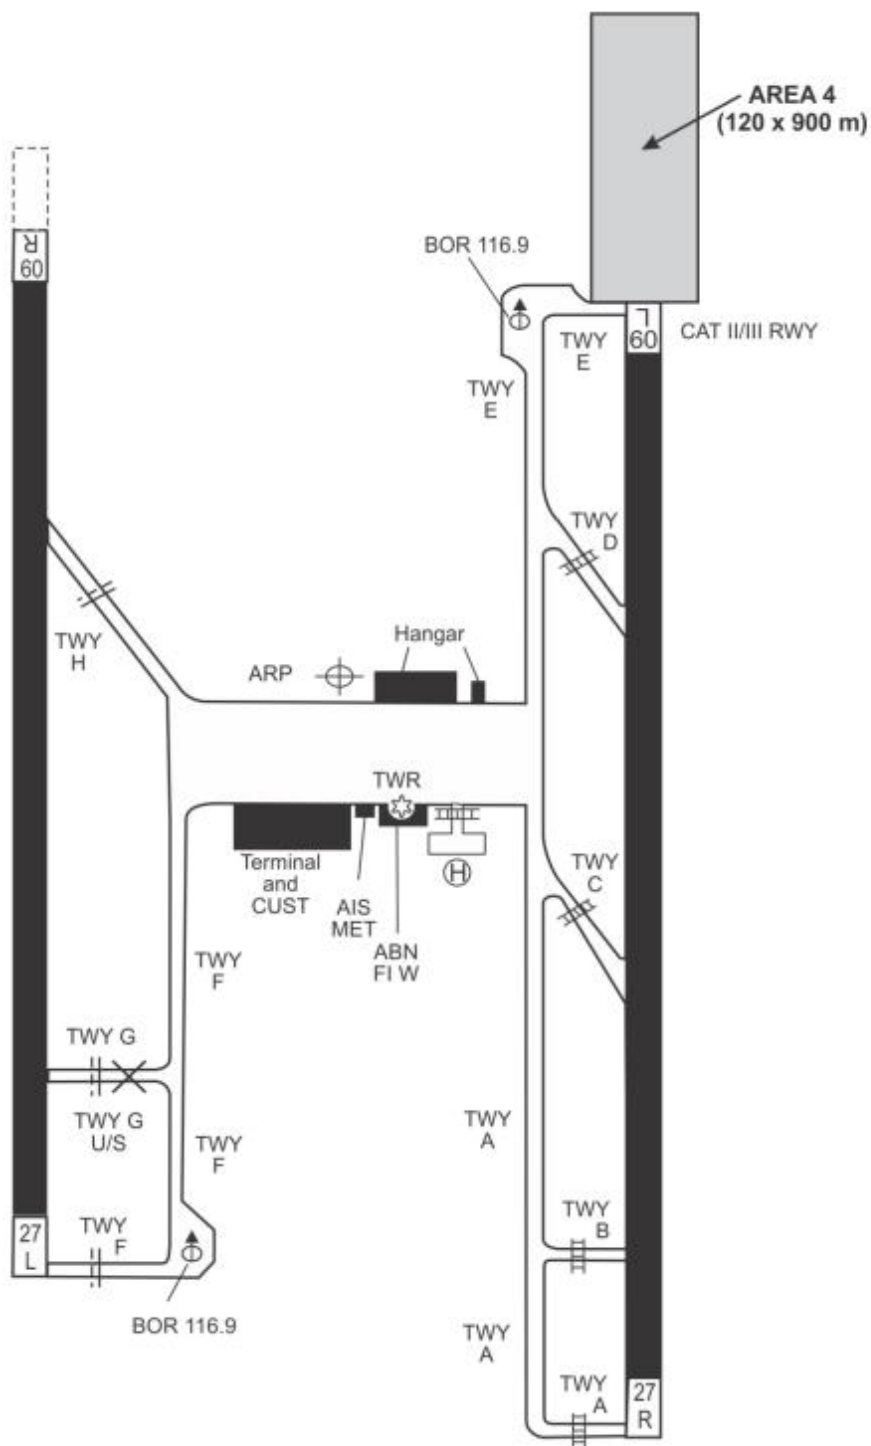 AREA 4
(120 x 900 m)
R
09
BOR 116.9
L
09
CAT II/III RWY
TWY
E
TWY
E
TWY
D
TWY
H
Hangar
ARP
TWR
Terminal
and
CUST
AIS
MET
ABN
FI W
H
TWY
C
TWY
F
TWY G
TWY G
U/S
TWY
F
TWY
A
TWY
B
27
L
TWY
F
BOR 116.9
TWY
A
TWY
A
27
R